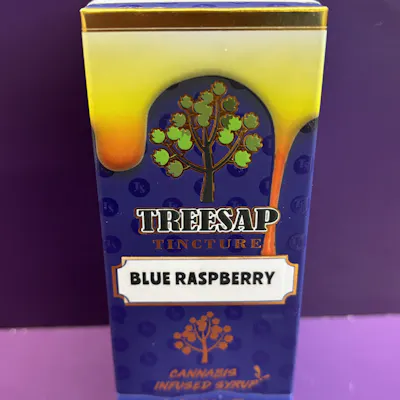 TREESAP
TINCTURE
BLUE RASPBERRY
CANNABIS
INFUSED SYRUP